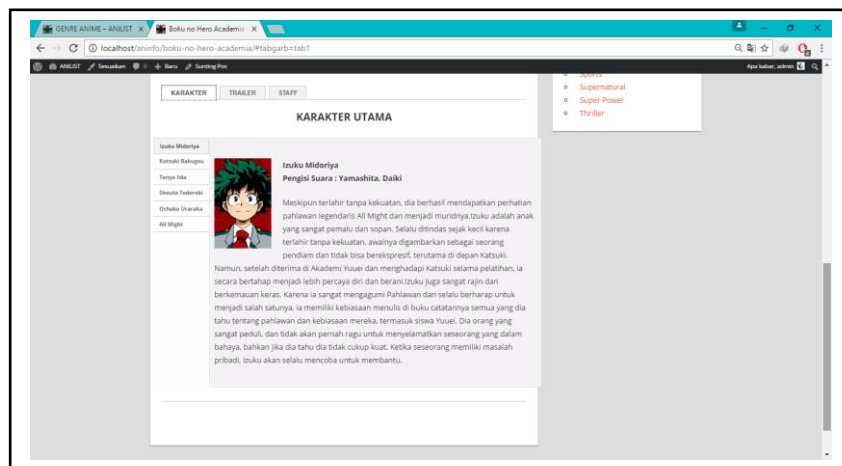 GENRE ANIME – ANILIST
Boku no Hero Academia
localhost/aninfo/boku-no-hero-academia/#tabgarb=tab1
ANILIST Sesuaikan 0 + Baru Sunting Pos
Apa kabar, admin
Sports
Supernatural
Super Power
Thriller
KARAKTER TRAILER STAFF
KARAKTER UTAMA
Izuku Midoriya
Katsuki Bakugou
Tenya Iida
Shouto Todoroki
Ochako Uraraka
All Might
Izuku Midoriya
Pengisi Suara : Yamashita, Daiki
Meskipun terlahir tanpa kekuatan, dia berhasil mendapatkan perhatian
pahlawan legendaris All Might dan menjadi muridnya.Izuku adalah anak
yang sangat pemalu dan sopan. Selalu ditindas sejak kecil karena
terlahir tanpa kekuatan, awalnya digambarkan sebagai seorang
pendiam dan tidak bisa berekspresif, terutama di depan Katsuki.
Namun, setelah diterima di Akademi Yuuei dan menghadapi Katsuki selama pelatihan, ia
secara bertahap menjadi lebih percaya diri dan berani.Izuku juga sangat rajin dan
berkemauan keras. Karena ia sangat mengagumi Pahlawan dan selalu berharap untuk
menjadi salah satunya, ia memiliki kebiasaan menulis di buku catatannya semua yang dia
tahu tentang pahlawan dan kebiasaan mereka, termasuk siswa Yuuei. Dia orang yang
sangat peduli, dan tidak akan pernah ragu untuk menyelamatkan seseorang yang dalam
bahaya, bahkan jika dia tahu dia tidak cukup kuat. Ketika seseorang memiliki masalah
pribadi, Izuku akan selalu mencoba untuk membantu.